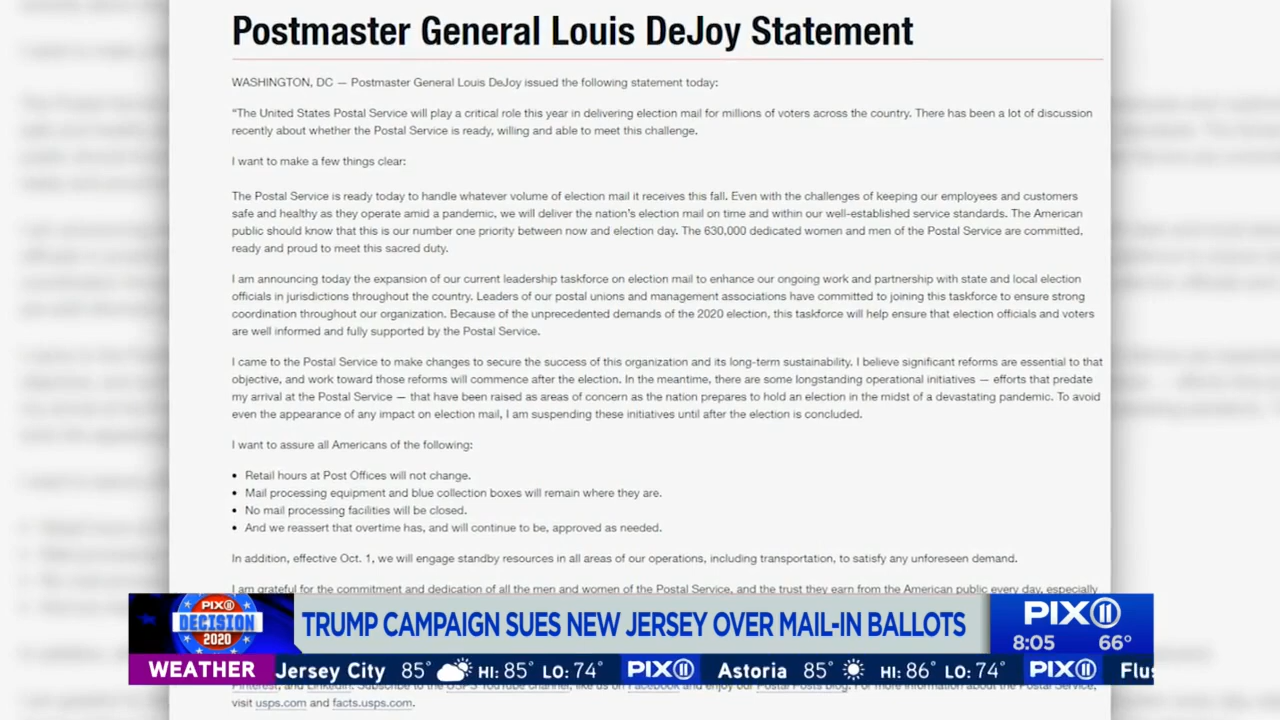 Postmaster General Louis DeJoy Statement
WASHINGTON, DC — Postmaster General Louis DeJoy issued the following statement today:
“The United States Postal Service will play a critical role this year in delivering election mail for millions of voters across the country. There has been a lot of discussion
recently about whether the Postal Service is ready, willing and able to meet this challenge.
I want to make a few things clear:
The Postal Service is ready today to handle whatever volume of election mail it receives this fall. Even with the challenges of keeping our employees and customers
safe and healthy as they operate amid a pandemic, we will deliver the nation’s election mail on time and within our well-established service standards. The American
public should know that this is our number one priority between now and election day. The 630,000 dedicated women and men of the Postal Service are committed,
ready and proud to meet this sacred duty.
I am announcing today the expansion of our current leadership taskforce on election mail to enhance our ongoing work and partnership with state and local election
officials in jurisdictions throughout the country. Leaders of our postal unions and management associations have committed to joining this taskforce to ensure strong
coordination throughout our organization. Because of the unprecedented demands of the 2020 election, this taskforce will help ensure that election officials and voters
are well informed and fully supported by the Postal Service.
I came to the Postal Service to make changes to secure the success of this organization and its long-term sustainability. I believe significant reforms are essential to that
objective, and work toward those reforms will commence after the election. In the meantime, there are some longstanding operational initiatives — efforts that predate
my arrival at the Postal Service — that have been raised as areas of concern as the nation prepares to hold an election in the midst of a devastating pandemic. To avoid
even the appearance of any impact on election mail, I am suspending these initiatives until after the election is concluded.
I want to assure all Americans of the following:
• Retail hours at Post Offices will not change.
• Mail processing equipment and blue collection boxes will remain where they are.
• No mail processing facilities will be closed.
• And we reassert that overtime has, and will continue to be, approved as needed.
In addition, effective Oct. 1, we will engage standby resources in all areas of our operations, including transportation, to satisfy any unforeseen demand.
I am grateful for the commitment and dedication of all the men and women of the Postal Service, and the trust they earn from the American public every day, especially
PIX11
DECISION
2020
TRUMP CAMPAIGN SUES NEW JERSEY OVER MAIL-IN BALLOTS
PIX11
8:05 66°
WEATHER Jersey City 85° HI: 85° LO: 74° PIX11 Astoria 85° HI: 86° LO: 74° PIX11 Flus
Pinterest, and LinkedIn. Subscribe to the USPS YouTube channel, like us on Facebook and enjoy our Postal Posts blog. For more information about the Postal Service,
visit usps.com and facts.usps.com.